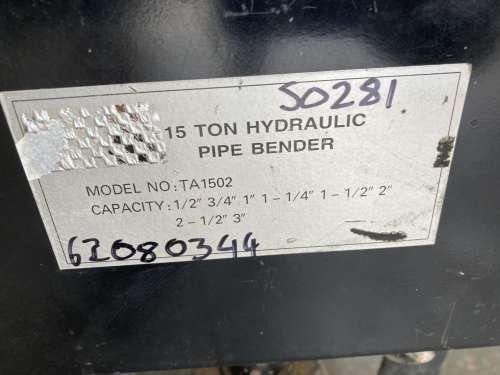 50281
15 TON HYDRAULIC
PIPE BENDER
MODEL NO: TA1502
CAPACITY: 1/2" 3/4" 1" 1-1/4" 1-1/2" 2"
2-1/2" 3"
62080344